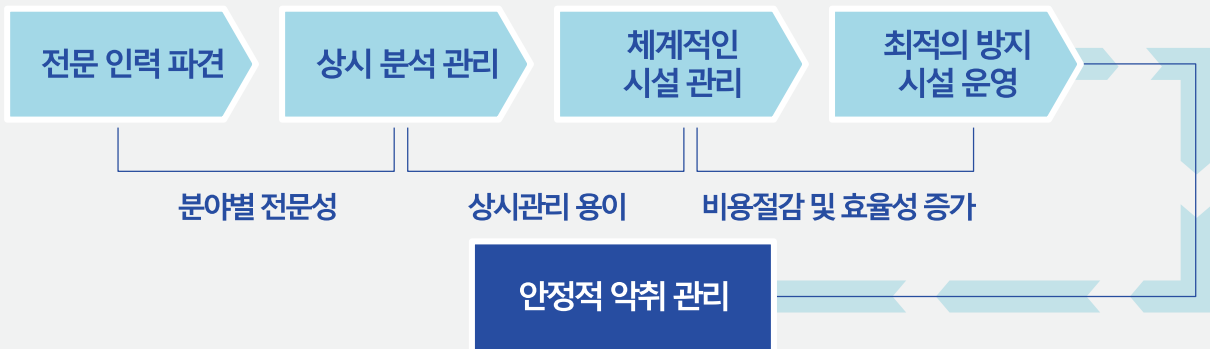 전문 인력 파견
상시 분석 관리
체계적인
시설 관리
최적의 방지
시설 운영
분야별 전문성
상시관리 용이
비용절감 및 효율성 증가
안정적 악취 관리